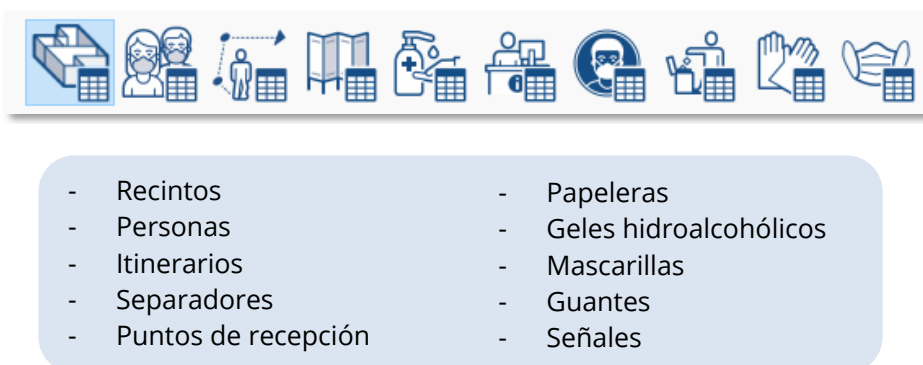 - Recintos
- Personas
- Itinerarios
- Separadores
- Puntos de recepción
- Papeleras
- Geles hidroalcohólicos
- Mascarillas
- Guantes
- Señales